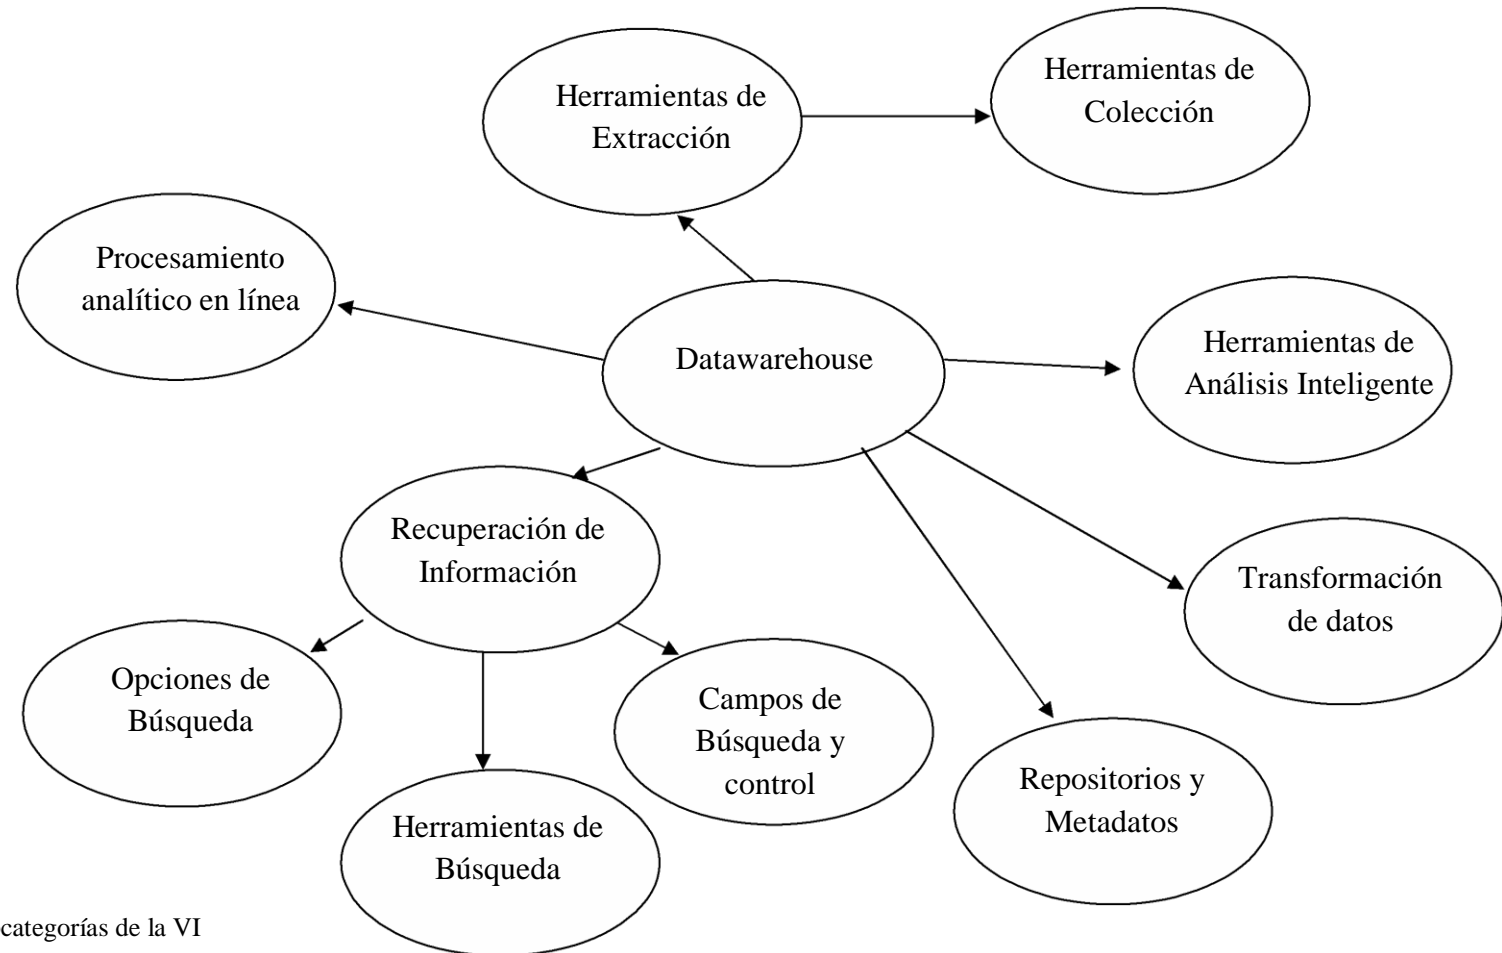 Herramientas de
Colección
Herramientas de
Extracción
Procesamiento
analítico en línea
Datawarehouse
Herramientas de
Análisis Inteligente
Recuperación de
Información
Transformación
de datos
Opciones de
Búsqueda
Campos de
Búsqueda y
control
Repositorios y
Metadatos
Herramientas de
Búsqueda
categorías de la VI